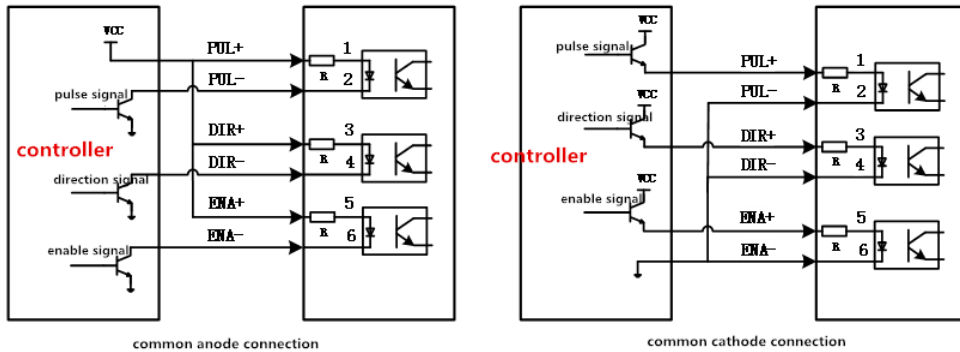 VCC
PUL+
1
R
PUL-
2
pulse signal
DIR+
3
controller
R
DIR-
4
direction signal
ENA+
5
R
enable signal
ENA-
6
common anode connection
VCC
pulse signal
PUL+
1
R
PUL-
2
VCC
direction signal
DIR+
3
controller
R
DIR-
4
VCC
enable signal
ENA+
5
R
ENA-
6
common cathode connection